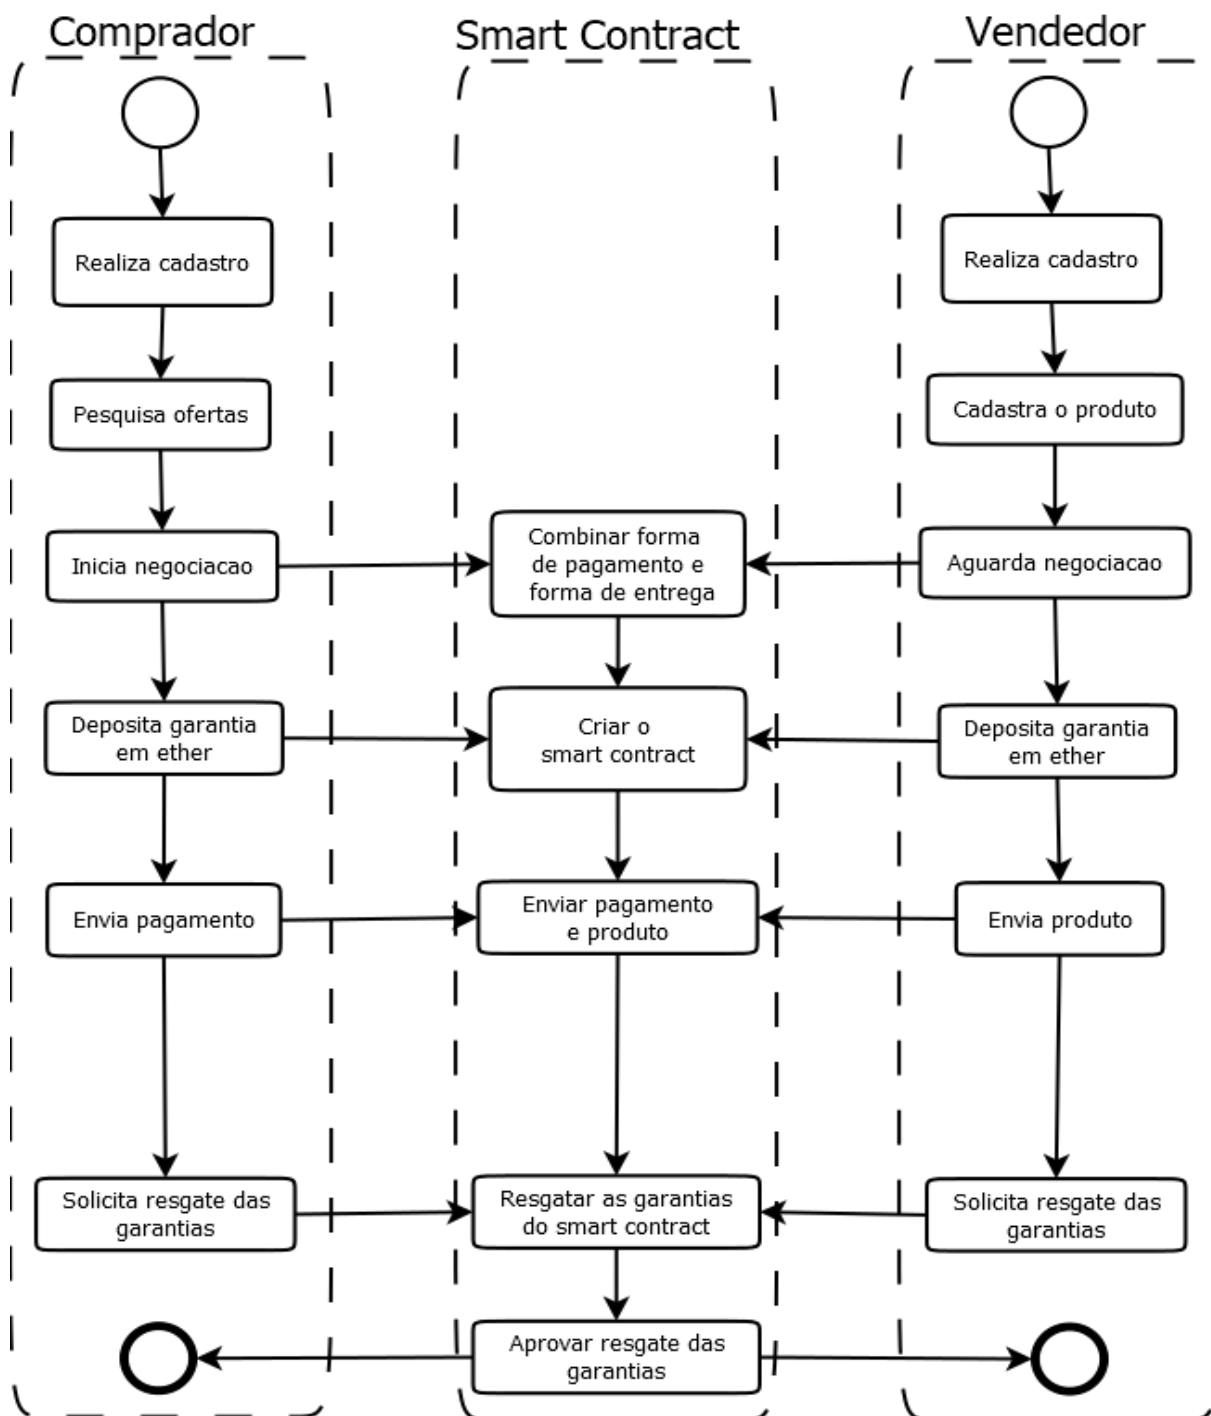 Comprador
Smart Contract
Vendedor
Realiza cadastro
Realiza cadastro
Pesquisa ofertas
Cadastra o produto
Inicia negociacao
Combinar forma
de pagamento e
forma de entrega
Aguarda negociacao
Deposita garantia
em ether
Criar o
smart contract
Deposita garantia
em ether
Envia pagamento
Enviar pagamento
e produto
Envia produto
Solicita resgate das
garantias
Resgatar as garantias
do smart contract
Solicita resgate das
garantias
Aprovar resgate das
garantias